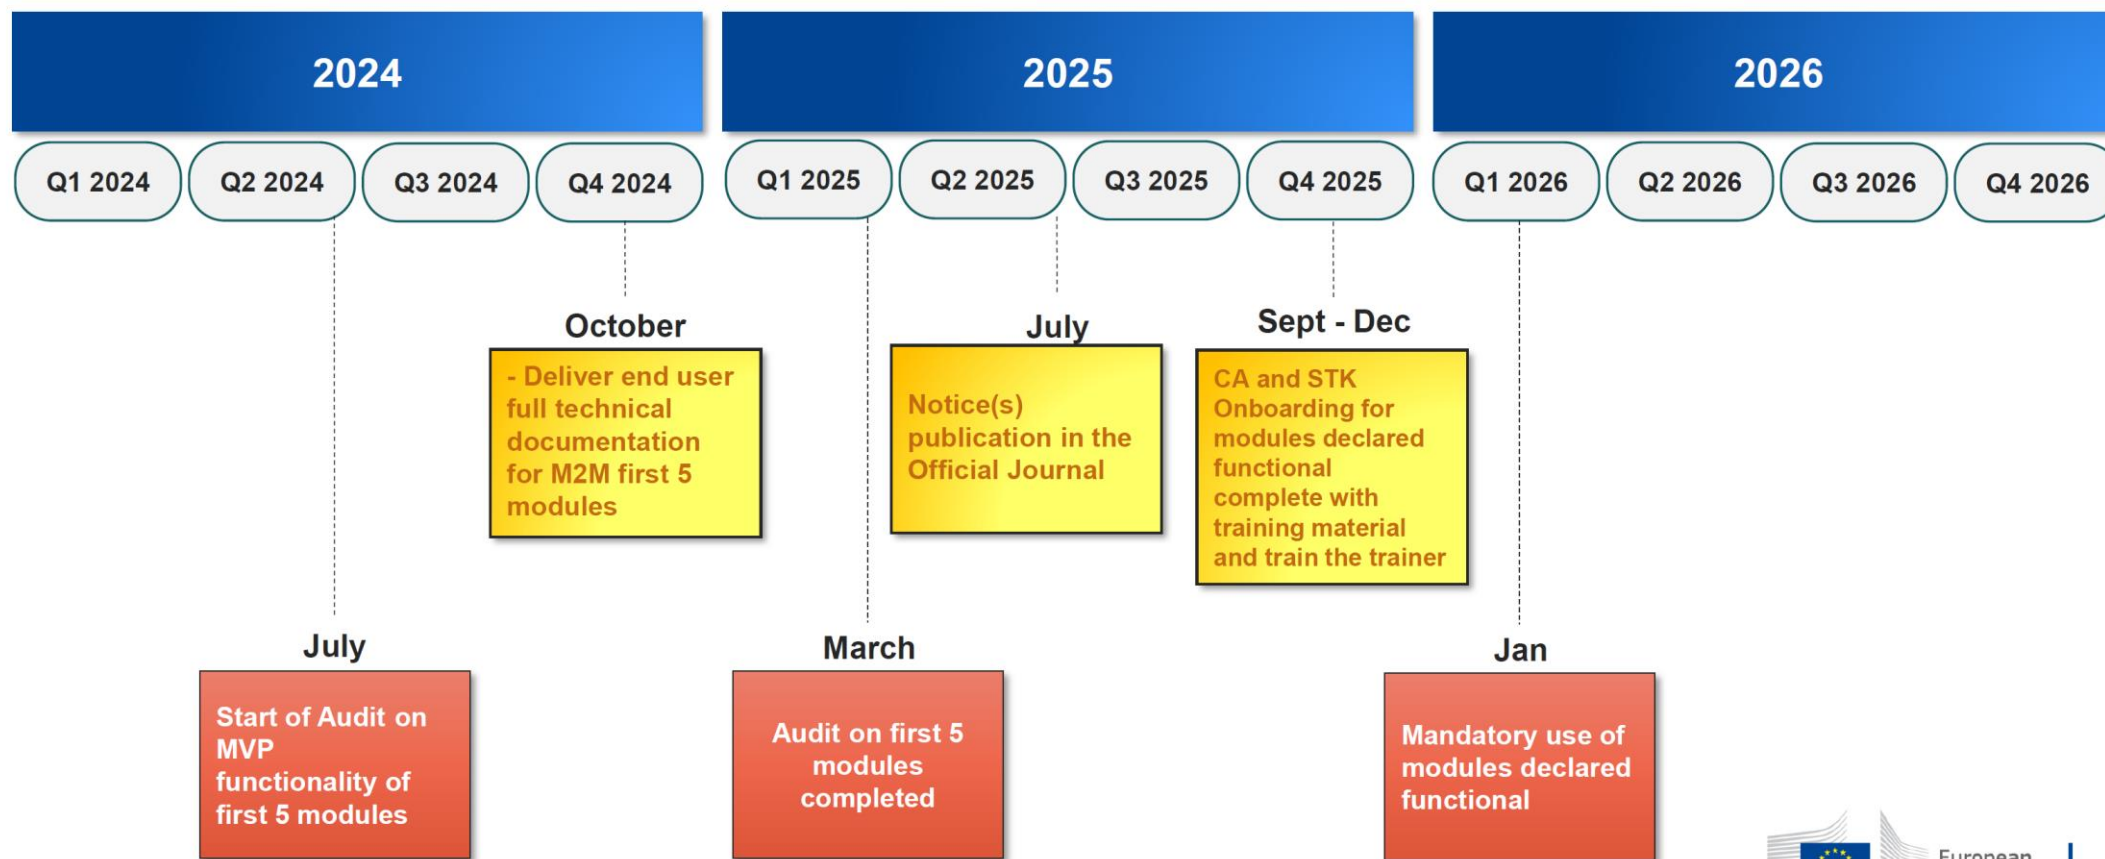 2024
2025
2026
Q1 2024
Q2 2024
Q3 2024
Q4 2024
Q1 2025
Q2 2025
Q3 2025
Q4 2025
Q1 2026
Q2 2026
Q3 2026
Q4 2026
October
- Deliver end user
full technical
documentation
for M2M first 5
modules
July
Notice(s)
publication in the
Official Journal
Sept - Dec
CA and STK
Onboarding for
modules declared
functional
complete with
training material
and train the trainer
July
Start of Audit on
MVP
functionality of
first 5 modules
March
Audit on first 5
modules
completed
Jan
Mandatory use of
modules declared
functional
European